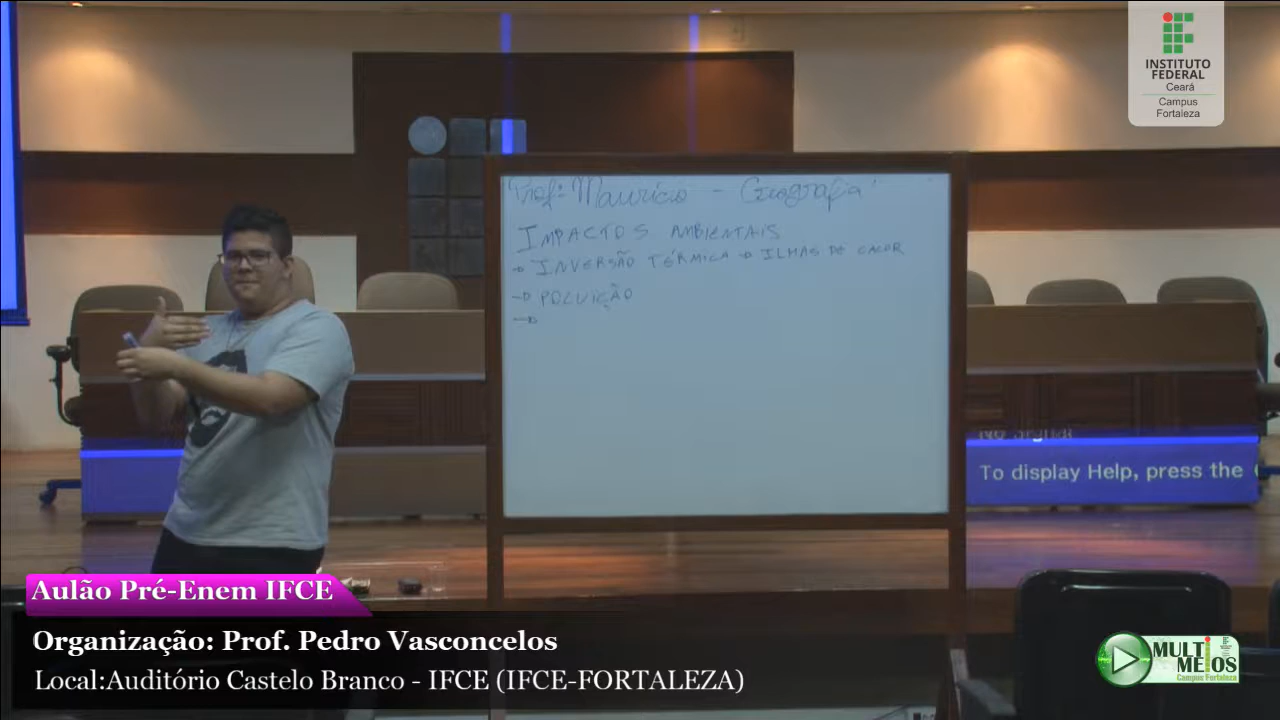 INSTITUTO
FEDERAL
Ceará
Campus
Fortaleza
Prof: Maurício - Geografia
IMPACTOS AMBIENTAIS
→ INVERSÃO TÉRMICA → ILHAS DE CALOR
→ POLUIÇÃO
→
No Signal
To display Help, press the
Aulão Pré-Enem IFCE
Organização: Prof. Pedro Vasconcelos
Local:Auditório Castelo Branco - IFCE (IFCE-FORTALEZA)
MULTIMEIOS
Campus Fortaleza